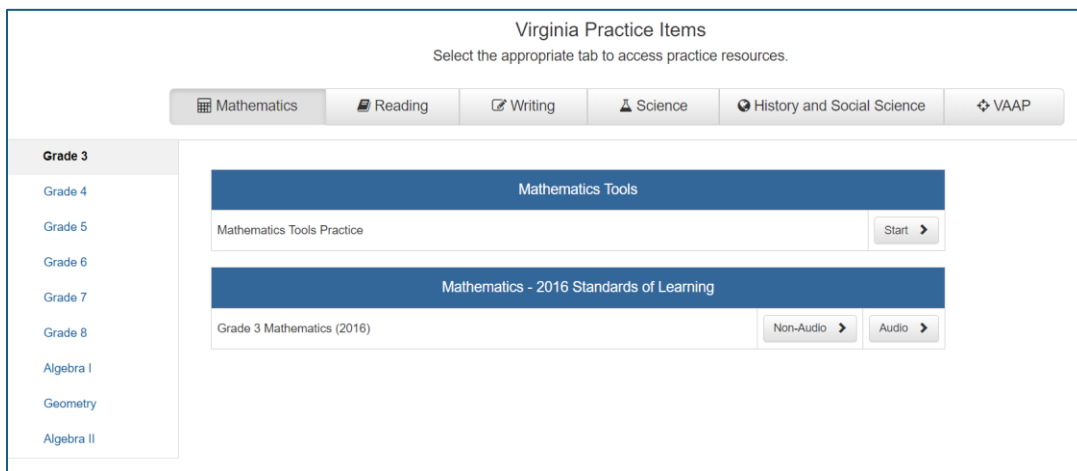 Virginia Practice Items
Select the appropriate tab to access practice resources.
Mathematics Reading Writing Science History and Social Science VAAP
Grade 3
Grade 4
Grade 5
Grade 6
Grade 7
Grade 8
Algebra I
Geometry
Algebra II
Mathematics Tools
Mathematics Tools Practice Start
Mathematics - 2016 Standards of Learning
Grade 3 Mathematics (2016) Non-Audio Audio